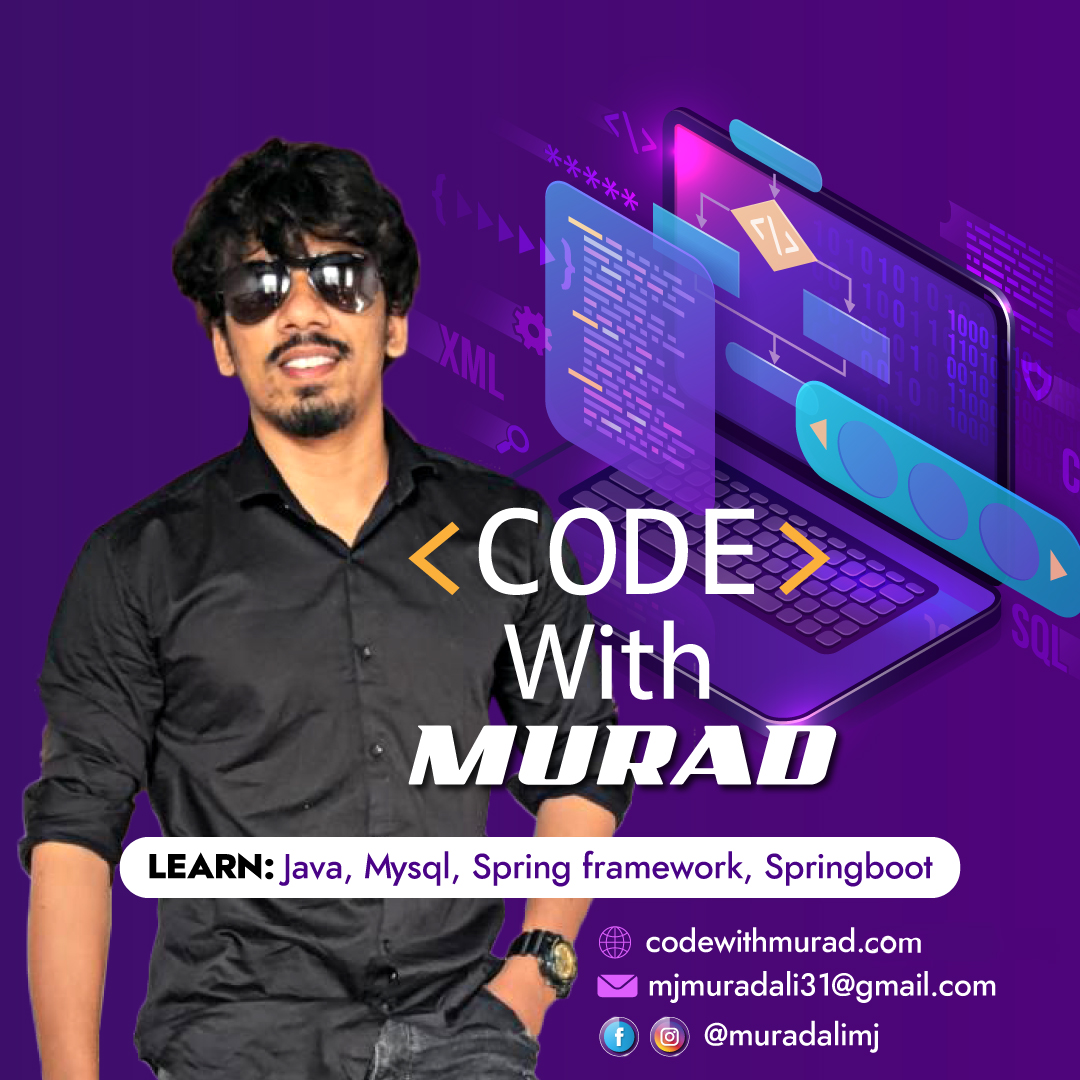 </>
*****
XML
SQL
<CODE>
With
MURAD
LEARN: Java, Mysql, Spring framework, Springboot
codewithmurad.com
mjmuradali31@gmail.com
@muradalimj